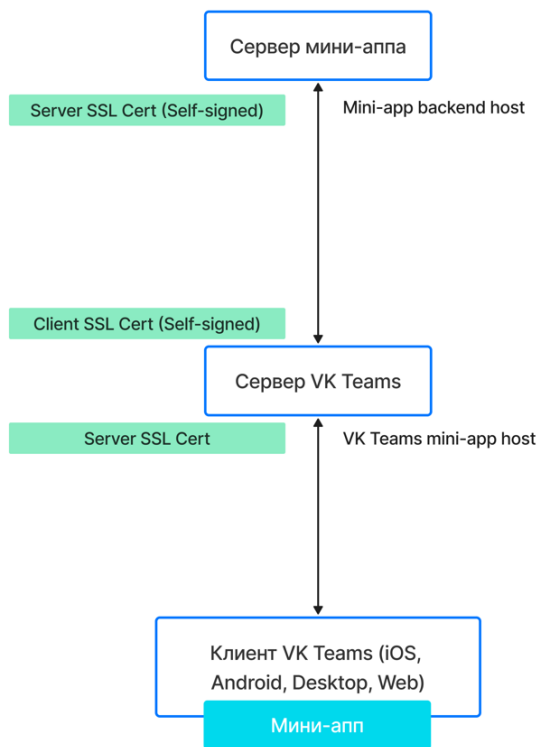 Сервер мини-аппа
Server SSL Cert (Self-signed)
Mini-app backend host
Client SSL Cert (Self-signed)
Сервер VK Teams
Server SSL Cert
VK Teams mini-app host
Клиент VK Teams (iOS,
Android, Desktop, Web)
Мини-апп